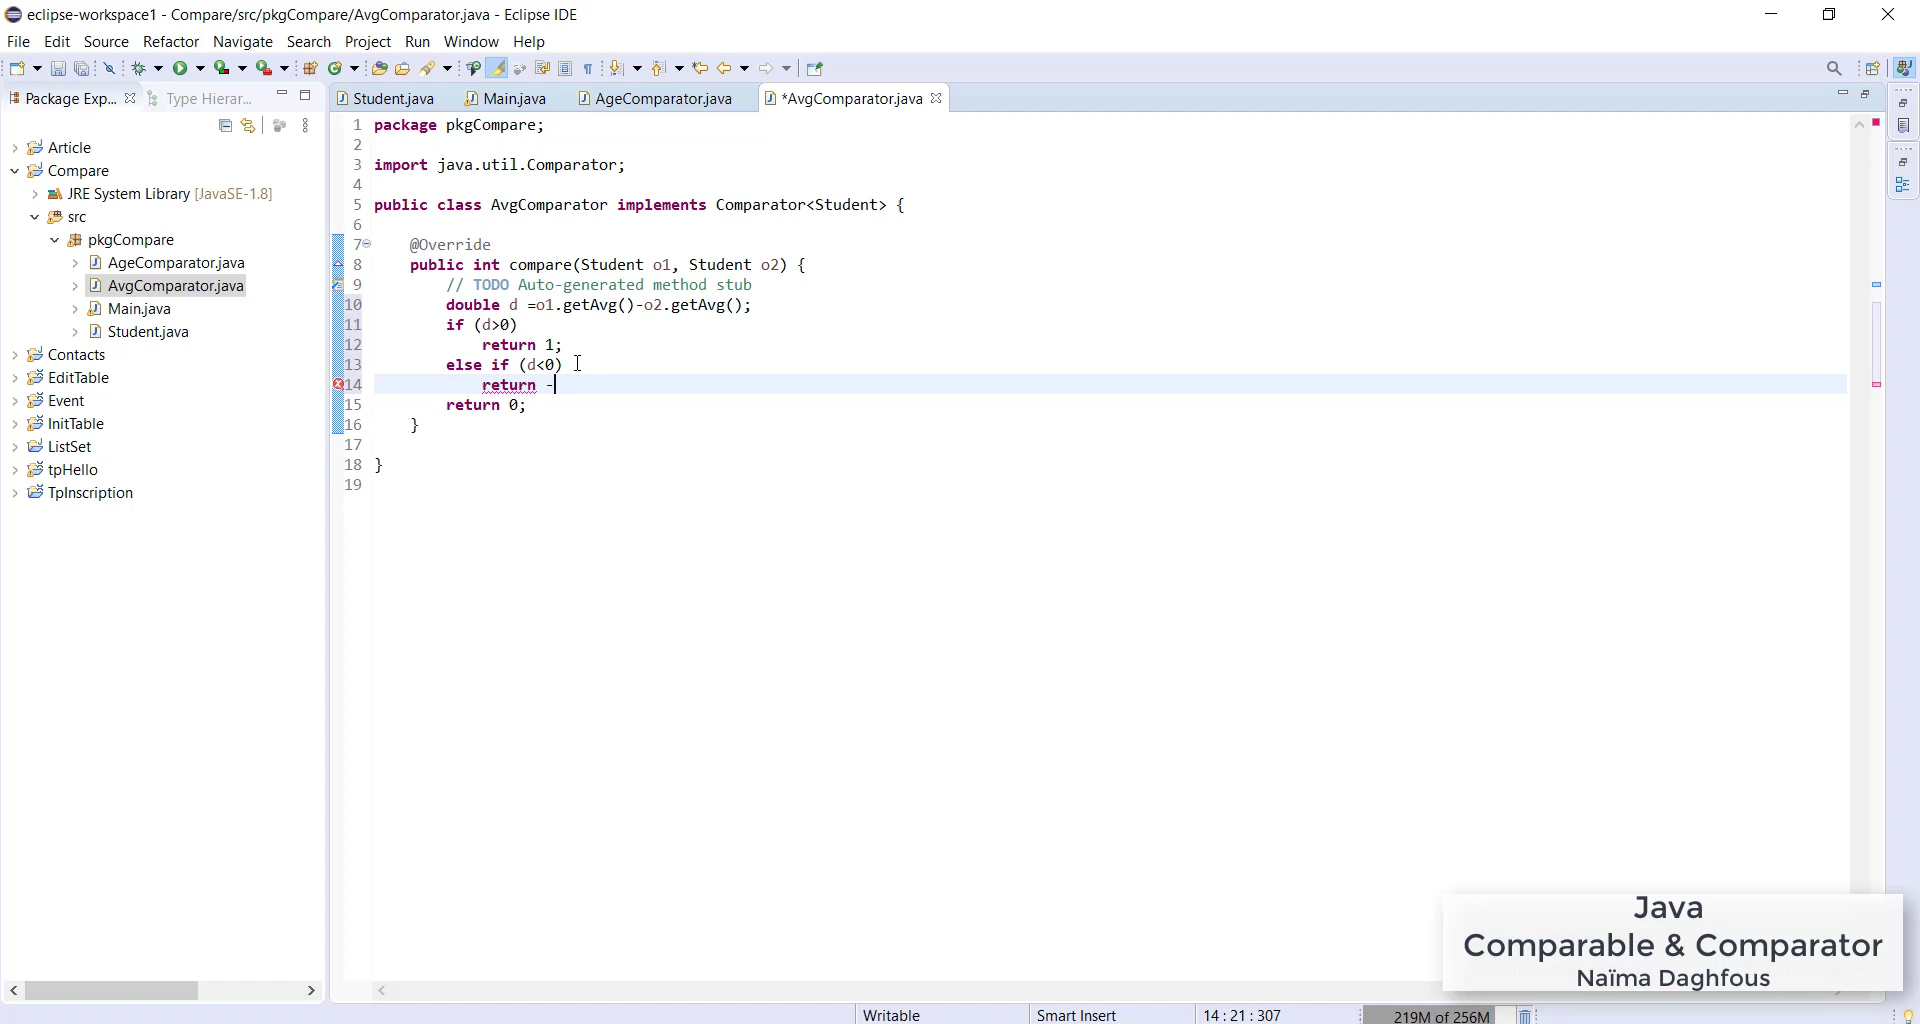 eclipse-workspace1 - Compare/src/pkgCompare/AvgComparator.java - Eclipse IDE
File Edit Source Refactor Navigate Search Project Run Window Help
Package Exp... Type Hierar...
Student.java Main.java AgeComparator.java *AvgComparator.java
Article
Compare
JRE System Library [JavaSE-1.8]
src
pkgCompare
AgeComparator.java
AvgComparator.java
Main.java
Student.java
Contacts
EditTable
Event
InitTable
ListSet
tpHello
TpInscription
1 package pkgCompare;
2
3 import java.util.Comparator;
4
5 public class AvgComparator implements Comparator<Student> {
6
7 @Override
8 public int compare(Student o1, Student o2) {
9 // TODO Auto-generated method stub
10 double d =o1.getAvg()-o2.getAvg();
11 if (d>0)
12 return 1;
13 else if (d<0)
14 return -
15 return 0;
16 }
17
18 }
19
Java
Comparable & Comparator
Naïma Daghfous
Writable Smart Insert 14 : 21 : 307 219M of 256M